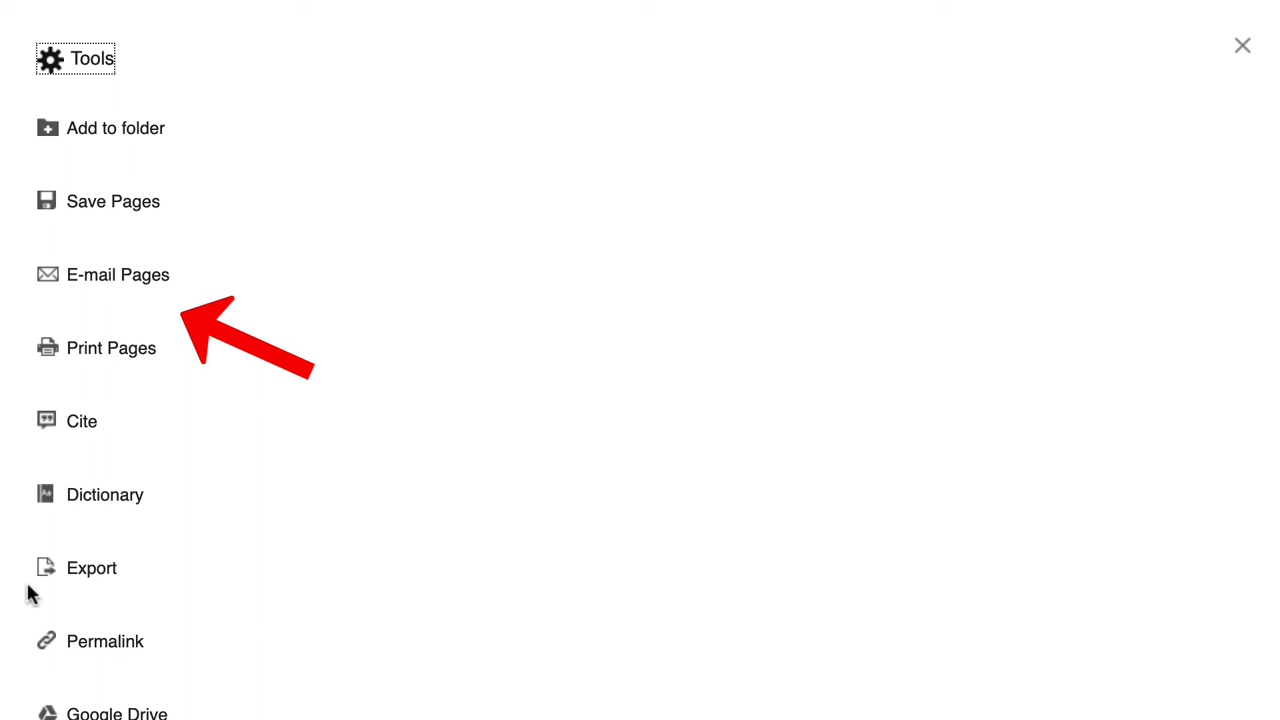 Tools
Add to folder
Save Pages
E-mail Pages
Print Pages
Cite
Dictionary
Export
Permalink
Google Drive